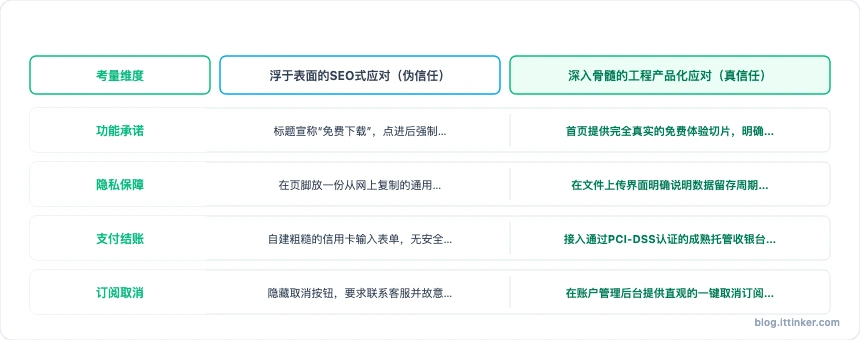 考量维度 浮于表面的SEO式应对（伪信任） 深入骨髓的工程产品化应对（真信任）
功能承诺 标题宣称“免费下载”，点进后强制... 首页提供完全真实的免费体验切片，明确...
隐私保障 在页脚放一份从网上复制的通用... 在文件上传界面明确说明数据留存周期...
支付结账 自建粗糙的信用卡输入表单，无安全... 接入通过PCI-DSS认证的成熟托管收银台...
订阅取消 隐藏取消按钮，要求联系客服并故意... 在账户管理后台提供直观的一键取消订阅...
blog.ittinker.com